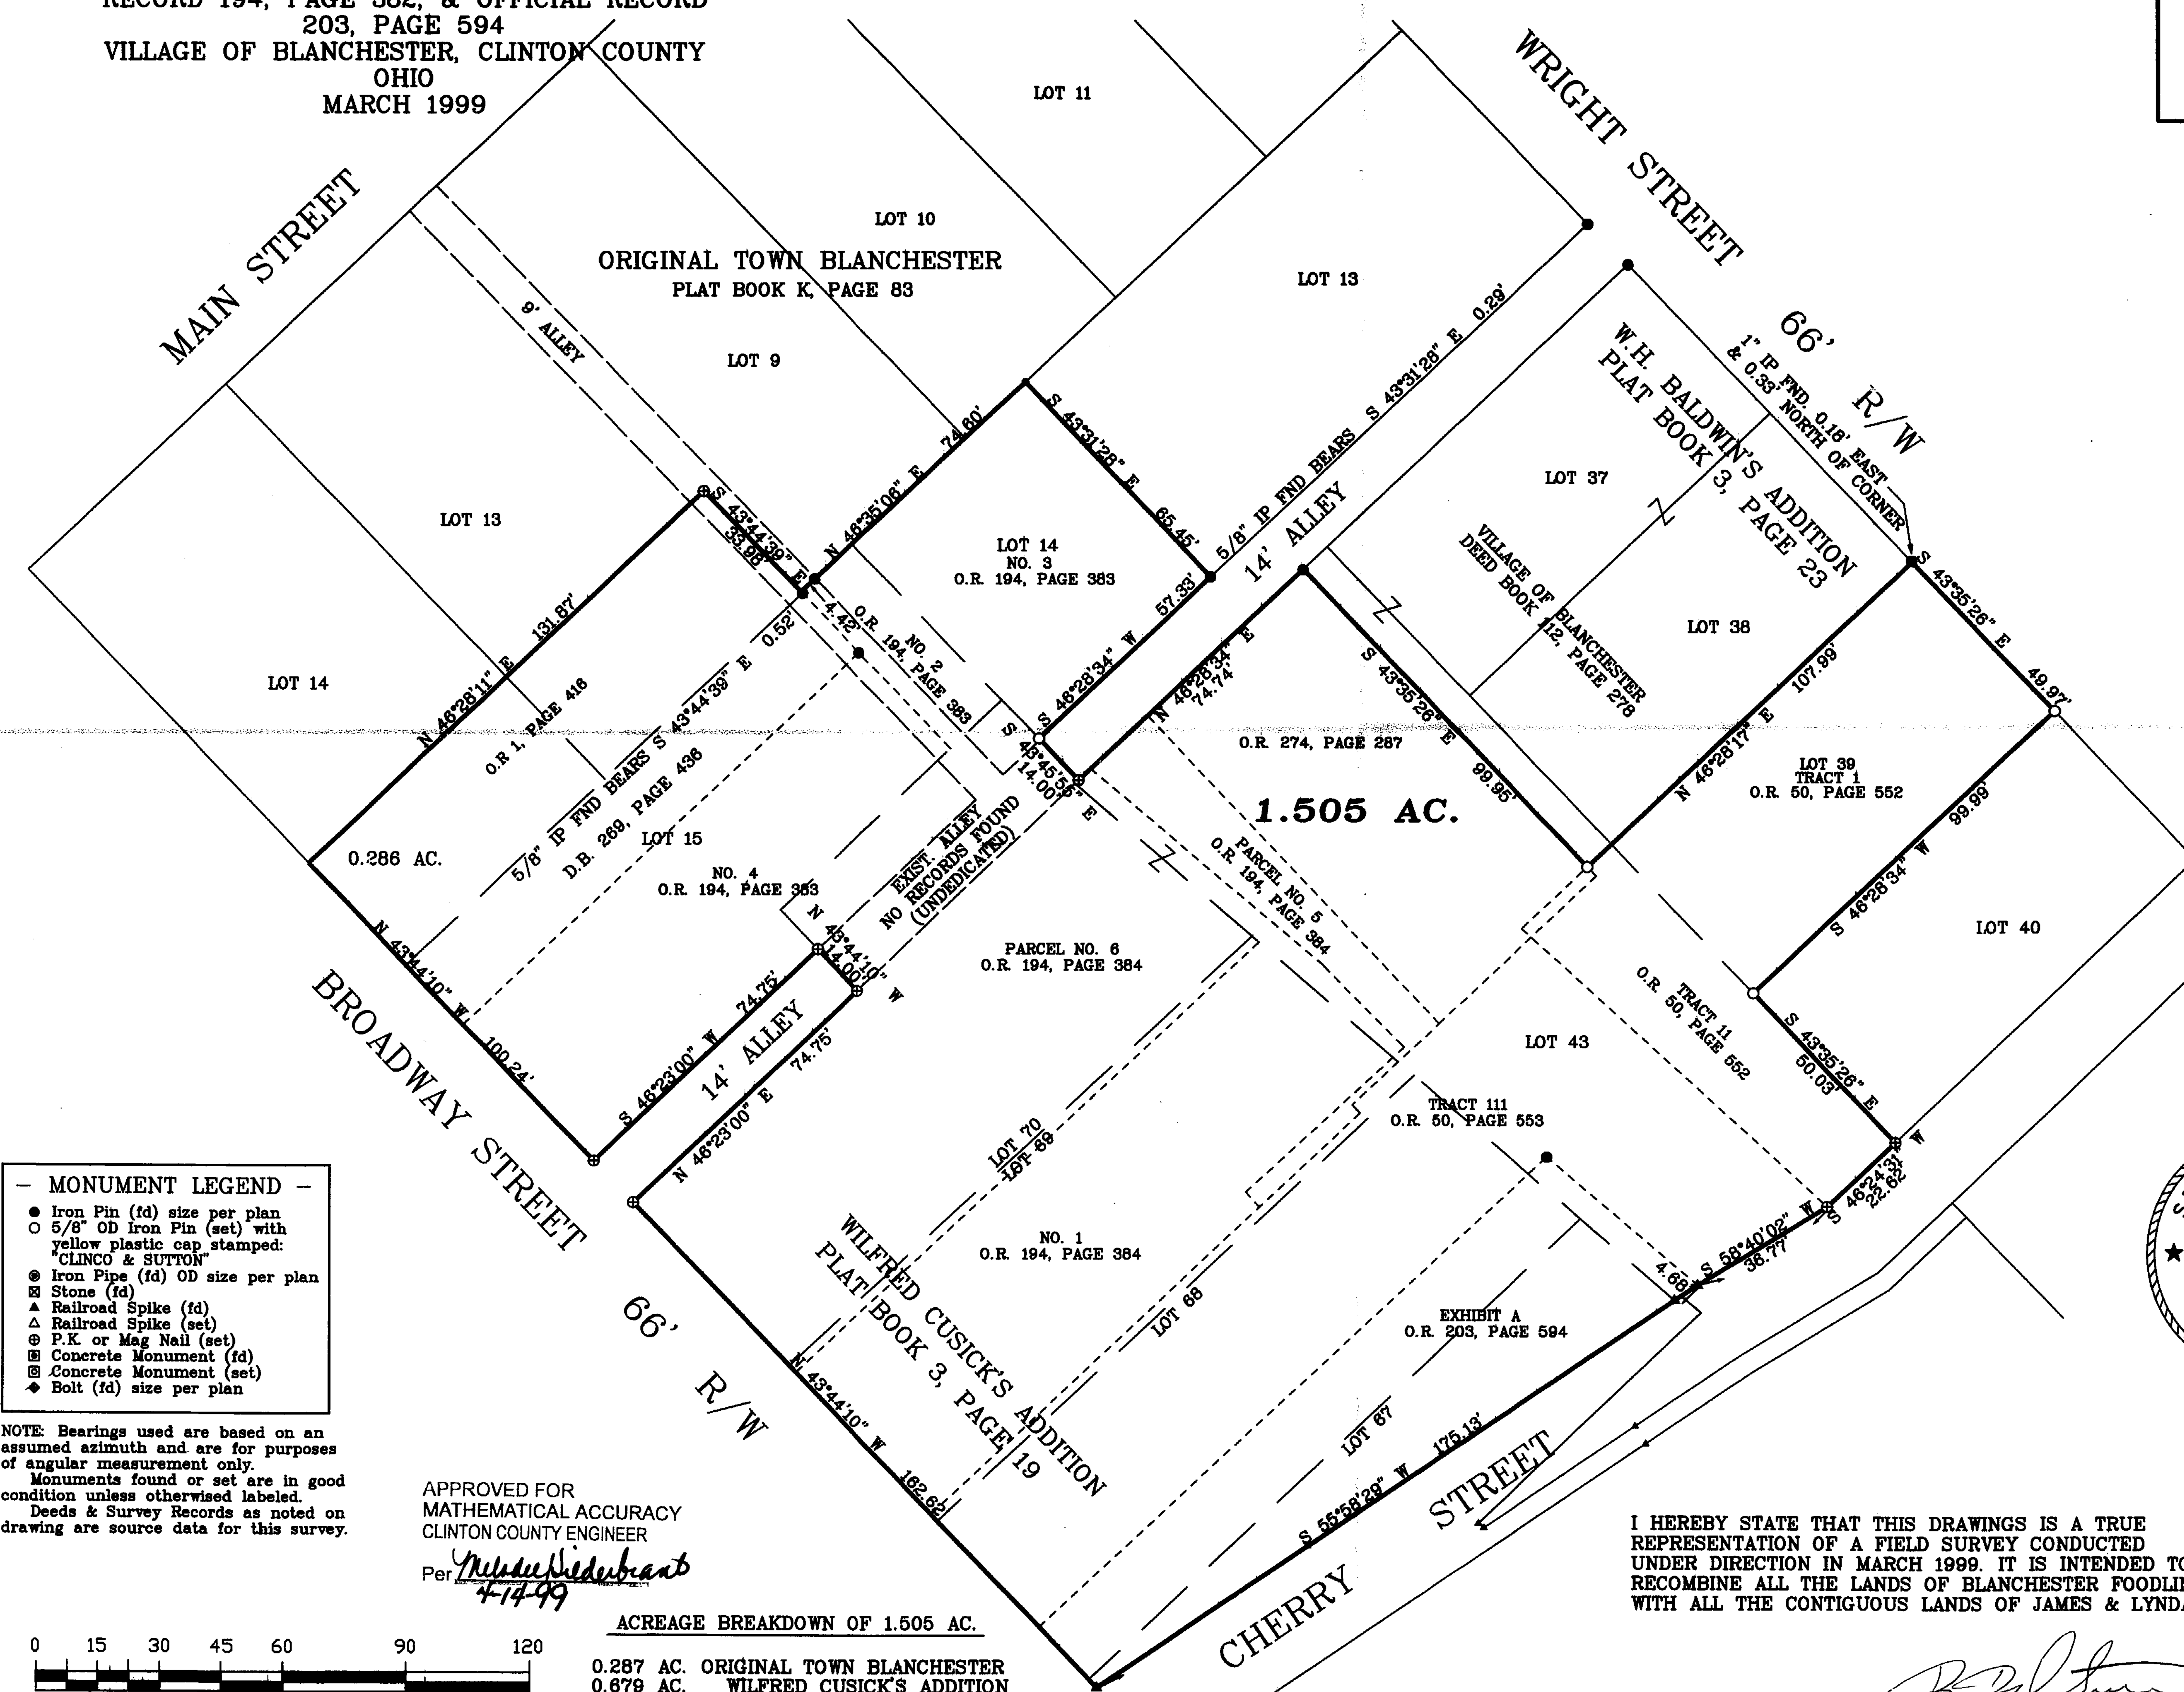 RECORD 194, PAGE 382, & OFFICIAL RECORD
203, PAGE 594
VILLAGE OF BLANCHESTER, CLINTON COUNTY
OHIO
MARCH 1999
MAIN STREET
WRIGHT STREET
66' R/W
LOT 11
LOT 10
ORIGINAL TOWN BLANCHESTER
PLAT BOOK K, PAGE 83
LOT 13
9' ALLEY
LOT 9
W.H. BALDWIN'S ADDITION
PLAT BOOK 3, PAGE 23
1" IP FND. 0.18' EAST
& 0.33' NORTH OF CORNER
5/8" IP FND BEARS S 43°31'28" E 0.29'
14' ALLEY
LOT 37
VILLAGE OF BLANCHESTER
DEED BOOK 112, PAGE 278
LOT 38
N 46°35'06" E 74.60'
S 43°31'28" E 65.45'
LOT 13
S 43°44'39" E
33.98'
LOT 14
NO. 3
O.R. 194, PAGE 383
S 46°28'34" W 57.33'
4.42'
NO. 2
O.R. 194, PAGE 383
N 46°28'11" E 131.87'
LOT 14
O.R 1, PAGE 416
5/8" IP FND BEARS S 43°44'39" E 0.52'
D.B. 269, PAGE 436
LOT 15
0.286 AC.
NO. 4
O.R. 194, PAGE 383
S 43°45'55" E
14.00'
N 46°28'34" E
74.74'
S 43°35'26" E 99.95'
O.R. 274, PAGE 287
1.505 AC.
N 46°28'17" E 107.99'
S 43°35'26" E 49.97'
LOT 39
TRACT 1
O.R. 50, PAGE 552
S 46°28'34" W 99.99'
LOT 40
EXIST. ALLEY
NO RECORDS FOUND
(UNDEDICATED)
PARCEL NO. 5
O.R. 194, PAGE 384
PARCEL NO. 6
O.R. 194, PAGE 384
N 43°44'10" W
14.00'
N 43°44'10" W 100.24'
BROADWAY STREET
S 46°23'00" W 74.75'
14' ALLEY
N 46°23'00" E 74.75'
TRACT 11
O.R. 50, PAGE 552
LOT 43
S 43°35'26" E
50.03'
TRACT 111
O.R. 50, PAGE 553
S 46°24'31" W
22.62'
S 58°40'02" W
38.77'
4.68'
LOT 70
LOT 69
NO. 1
O.R. 194, PAGE 384
WILFRED CUSICK'S ADDITION
PLAT BOOK 3, PAGE 19
LOT 68
EXHIBIT A
O.R. 203, PAGE 594
LOT 67
66' R/W
N 43°44'10" W 162.62'
S 55°58'29" W 175.13'
CHERRY STREET
- MONUMENT LEGEND -
Iron Pin (fd) size per plan
5/8" OD Iron Pin (set) with
yellow plastic cap stamped:
"CLINCO & SUTTON"
Iron Pipe (fd) OD size per plan
Stone (fd)
Railroad Spike (fd)
Railroad Spike (set)
P.K. or Mag Nail (set)
Concrete Monument (fd)
Concrete Monument (set)
Bolt (fd) size per plan
NOTE: Bearings used are based on an
assumed azimuth and are for purposes
of angular measurement only.
Monuments found or set are in good
condition unless otherwised labeled.
Deeds & Survey Records as noted on
drawing are source data for this survey.
APPROVED FOR
MATHEMATICAL ACCURACY
CLINTON COUNTY ENGINEER
Per
4-14-99
0 15 30 45 60 90 120
ACREAGE BREAKDOWN OF 1.505 AC.
0.287 AC. ORIGINAL TOWN BLANCHESTER
0.679 AC. WILFRED CUSICK'S ADDITION
I HEREBY STATE THAT THIS DRAWINGS IS A TRUE
REPRESENTATION OF A FIELD SURVEY CONDUCTED
UNDER DIRECTION IN MARCH 1999. IT IS INTENDED TO
RECOMBINE ALL THE LANDS OF BLANCHESTER
WITH ALL THE CONTIGUOUS LANDS OF JAMES &